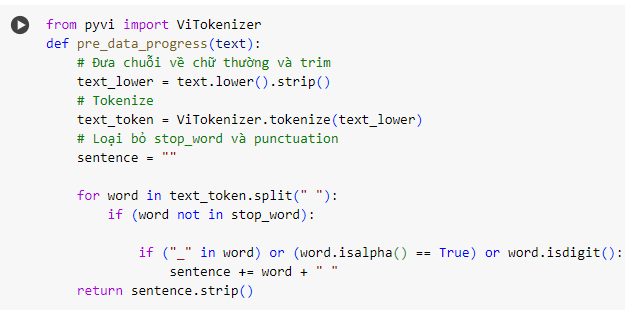 from pyvi import ViTokenizer
def pre_data_progress(text):
    # Đưa chuỗi về chữ thường và trim
    text_lower = text.lower().strip()
    # Tokenize
    text_token = ViTokenizer.tokenize(text_lower)
    # Loại bỏ stop_word và punctuation
    sentence = ""

    for word in text_token.split(" "):
        if (word not in stop_word):

            if ("_" in word) or (word.isalpha() == True) or word.isdigit():
                sentence += word + " "
    return sentence.strip()